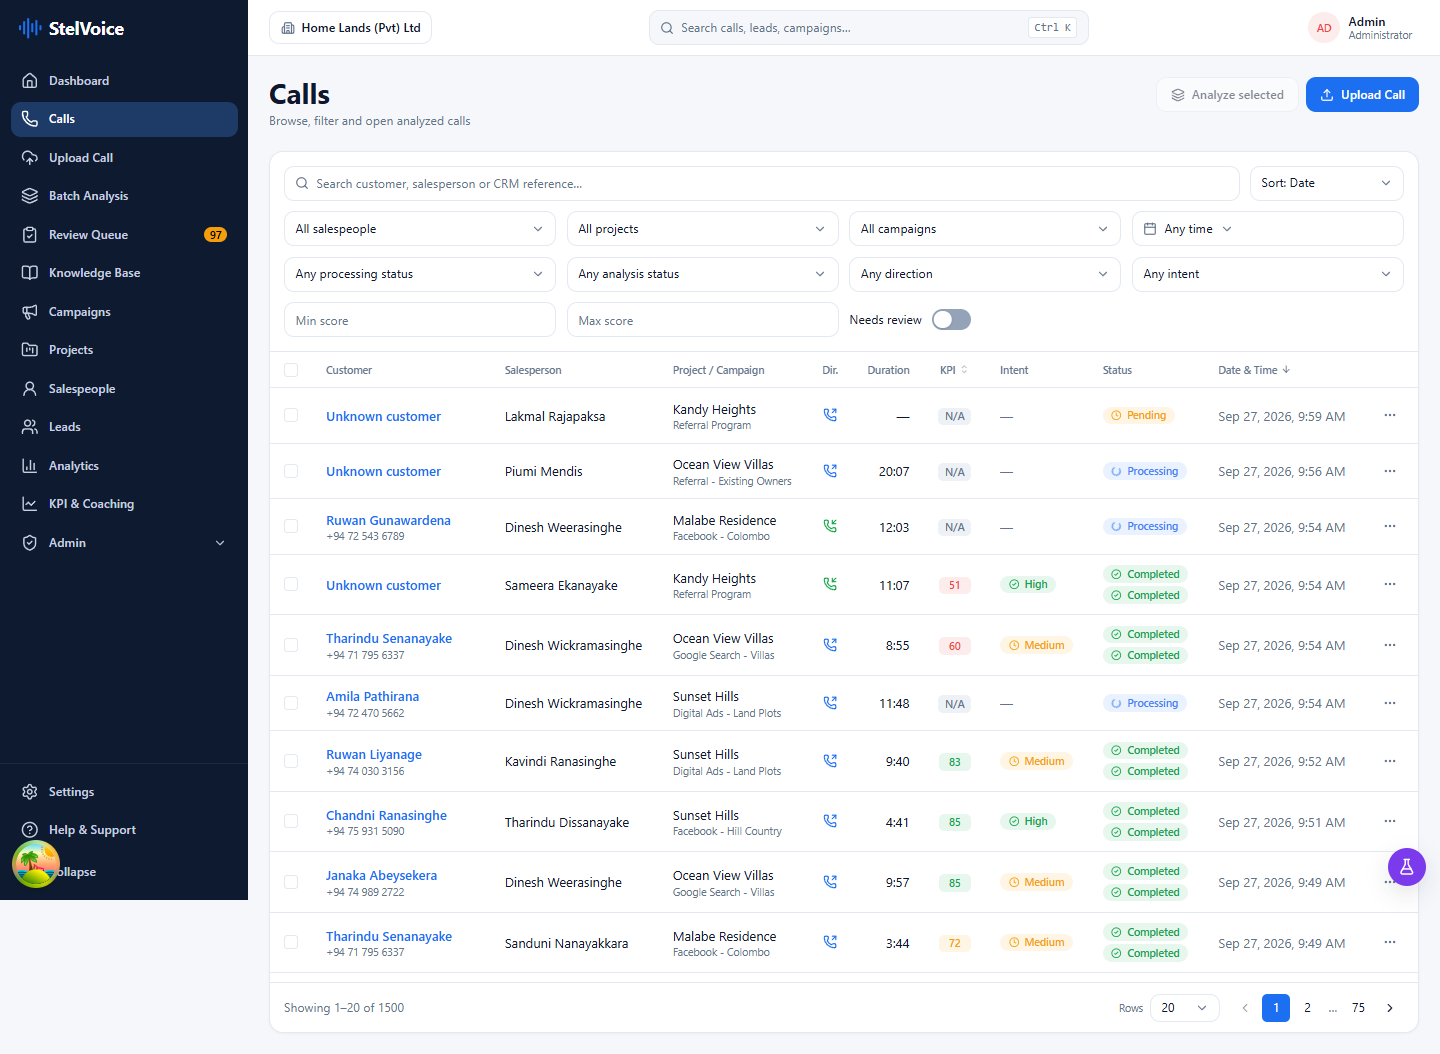 StelVoice
Home Lands (Pvt) Ltd
Search calls, leads, campaigns...
Ctrl K
AD
Admin
Administrator
Dashboard
Calls
Upload Call
Batch Analysis
Review Queue
97
Knowledge Base
Campaigns
Projects
Salespeople
Leads
Analytics
KPI & Coaching
Admin
Settings
Help & Support
ollapse
Calls
Browse, filter and open analyzed calls
Analyze selected
Upload Call
Search customer, salesperson or CRM reference...
Sort: Date
All salespeople
All projects
All campaigns
Any time
Any processing status
Any analysis status
Any direction
Any intent
Min score
Max score
Needs review
Customer Salesperson Project / Campaign Dir. Duration KPI Intent Status Date & Time
Unknown customer Lakmal Rajapaksa Kandy Heights — N/A — Pending Sep 27, 2026, 9:59 AM ...
Referral Program
Unknown customer Piumi Mendis Ocean View Villas 20:07 N/A — Processing Sep 27, 2026, 9:56 AM ...
Referral - Existing Owners
Ruwan Gunawardena Dinesh Weerasinghe Malabe Residence 12:03 N/A — Processing Sep 27, 2026, 9:54 AM ...
+94 72 543 6789 Facebook - Colombo
Unknown customer Sameera Ekanayake Kandy Heights 11:07 51 High Completed Sep 27, 2026, 9:54 AM ...
Referral Program Completed
Tharindu Senanayake Dinesh Wickramasinghe Ocean View Villas 8:55 60 Medium Completed Sep 27, 2026, 9:54 AM ...
+94 71 795 6337 Google Search - Villas Completed
Amila Pathirana Dinesh Wickramasinghe Sunset Hills 11:48 N/A — Processing Sep 27, 2026, 9:54 AM ...
+94 72 470 5662 Digital Ads - Land Plots
Ruwan Liyanage Kavindi Ranasinghe Sunset Hills 9:40 83 Medium Completed Sep 27, 2026, 9:52 AM ...
+94 74 030 3156 Digital Ads - Land Plots Completed
Chandni Ranasinghe Tharindu Dissanayake Sunset Hills 4:41 85 High Completed Sep 27, 2026, 9:51 AM ...
+94 75 931 5090 Facebook - Hill Country Completed
Janaka Abeysekera Dinesh Weerasinghe Ocean View Villas 9:57 85 Medium Completed Sep 27, 2026, 9:49 AM ...
+94 74 989 2722 Google Search - Villas Completed
Tharindu Senanayake Sanduni Nanayakkara Malabe Residence 3:44 72 Medium Completed Sep 27, 2026, 9:49 AM ...
+94 71 795 6337 Facebook - Colombo Completed
Showing 1–20 of 1500
Rows 20 1 2 ... 75